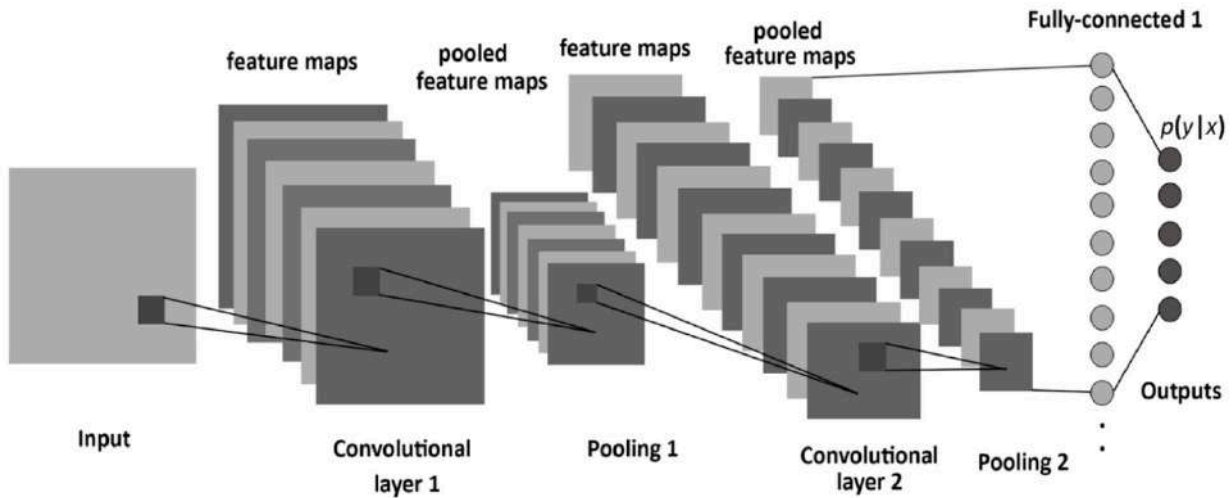 Fully-connected 1
feature maps
pooled
feature maps
feature maps
pooled
feature maps
p(y|x)
Input
Convolutional
layer 1
Pooling 1
Convolutional
layer 2
Pooling 2
Outputs